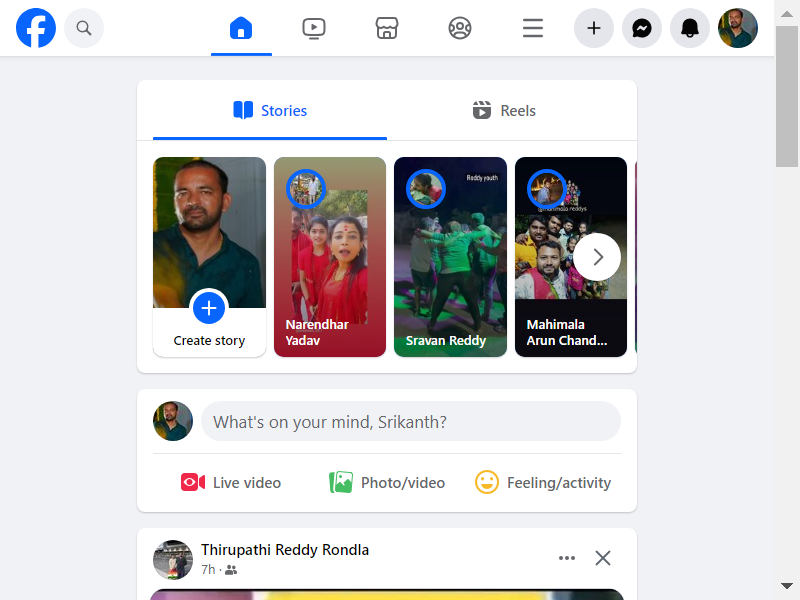 Stories
Reels
Reddy youth
@mahimala reddys
Narendhar
Yadav
Sravan Reddy
Mahimala
Arun Chand...
Create story
What's on your mind, Srikanth?
Live video
Photo/video
Feeling/activity
Thirupathi Reddy Rondla
7h ·